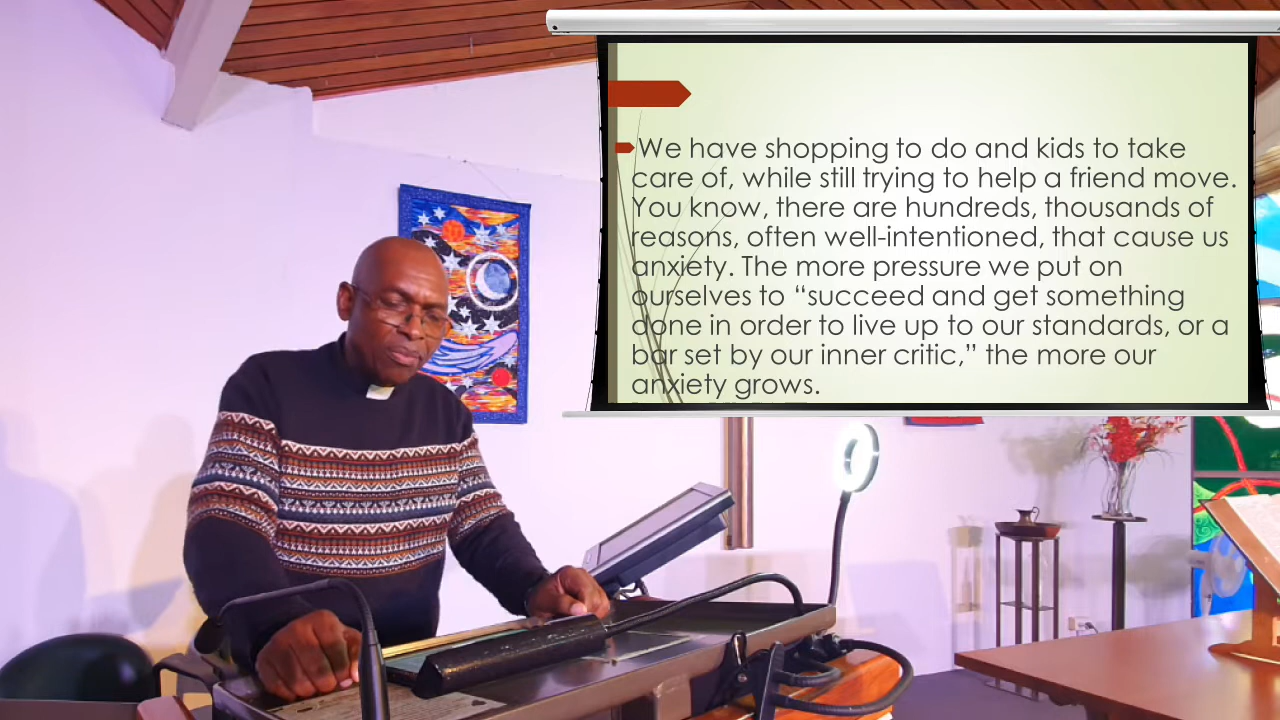 We have shopping to do and kids to take
care of, while still trying to help a friend move.
You know, there are hundreds, thousands of
reasons, often well-intentioned, that cause us
anxiety. The more pressure we put on
ourselves to “succeed and get something
done in order to live up to our standards, or a
bar set by our inner critic,” the more our
anxiety grows.